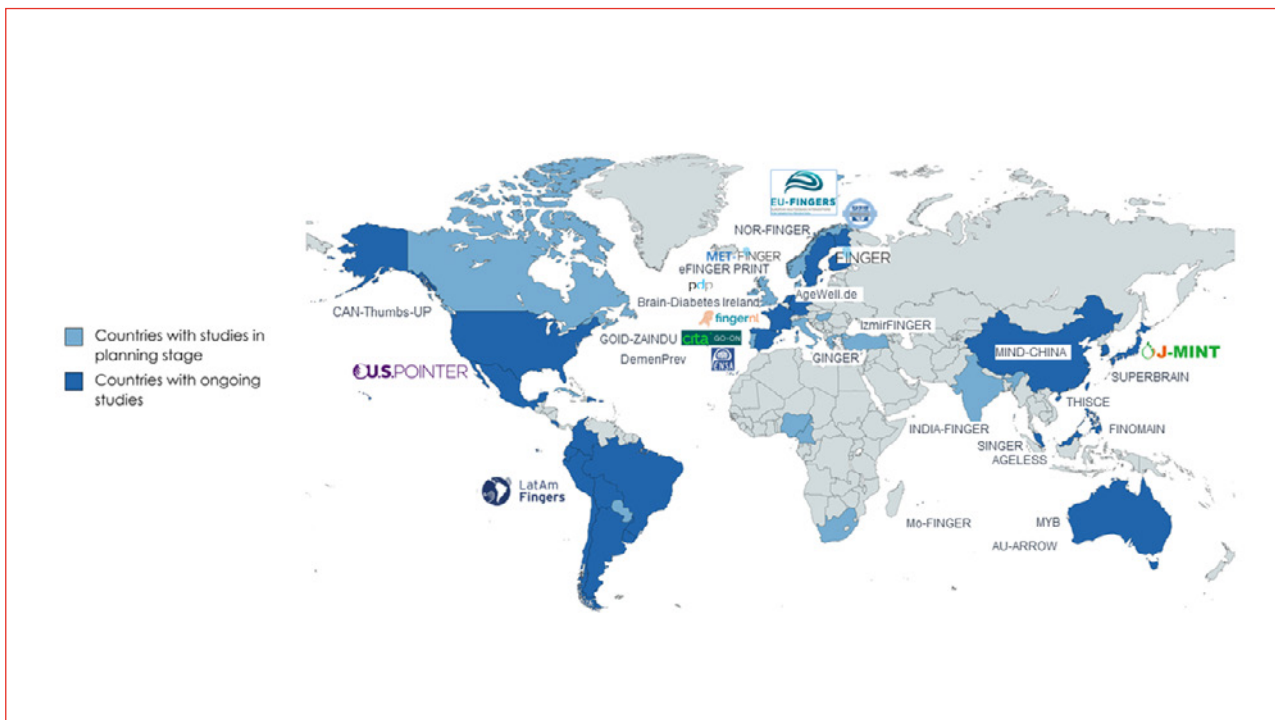 EU-FINGERS
NOR-FINGER
MET-FINGER
FINGER
eFINGER PRINT
pdp
AgeWell.de
Brain-Diabetes Ireland
CAN-Thumbs-UP
fingernl
IzmirFINGER
Countries with studies in
planning stage
GOID-ZAINDU
cita
GO-ON
MIND-CHINA
J-MINT
DemenPrev
GINGER
Countries with ongoing
studies
U.S.POINTER
SUPERBRAIN
THISCE
INDIA-FINGER
FINOMAIN
SINGER
AGELESS
LatAm
Fingers
Mo-FINGER
MYB
AU-ARROW